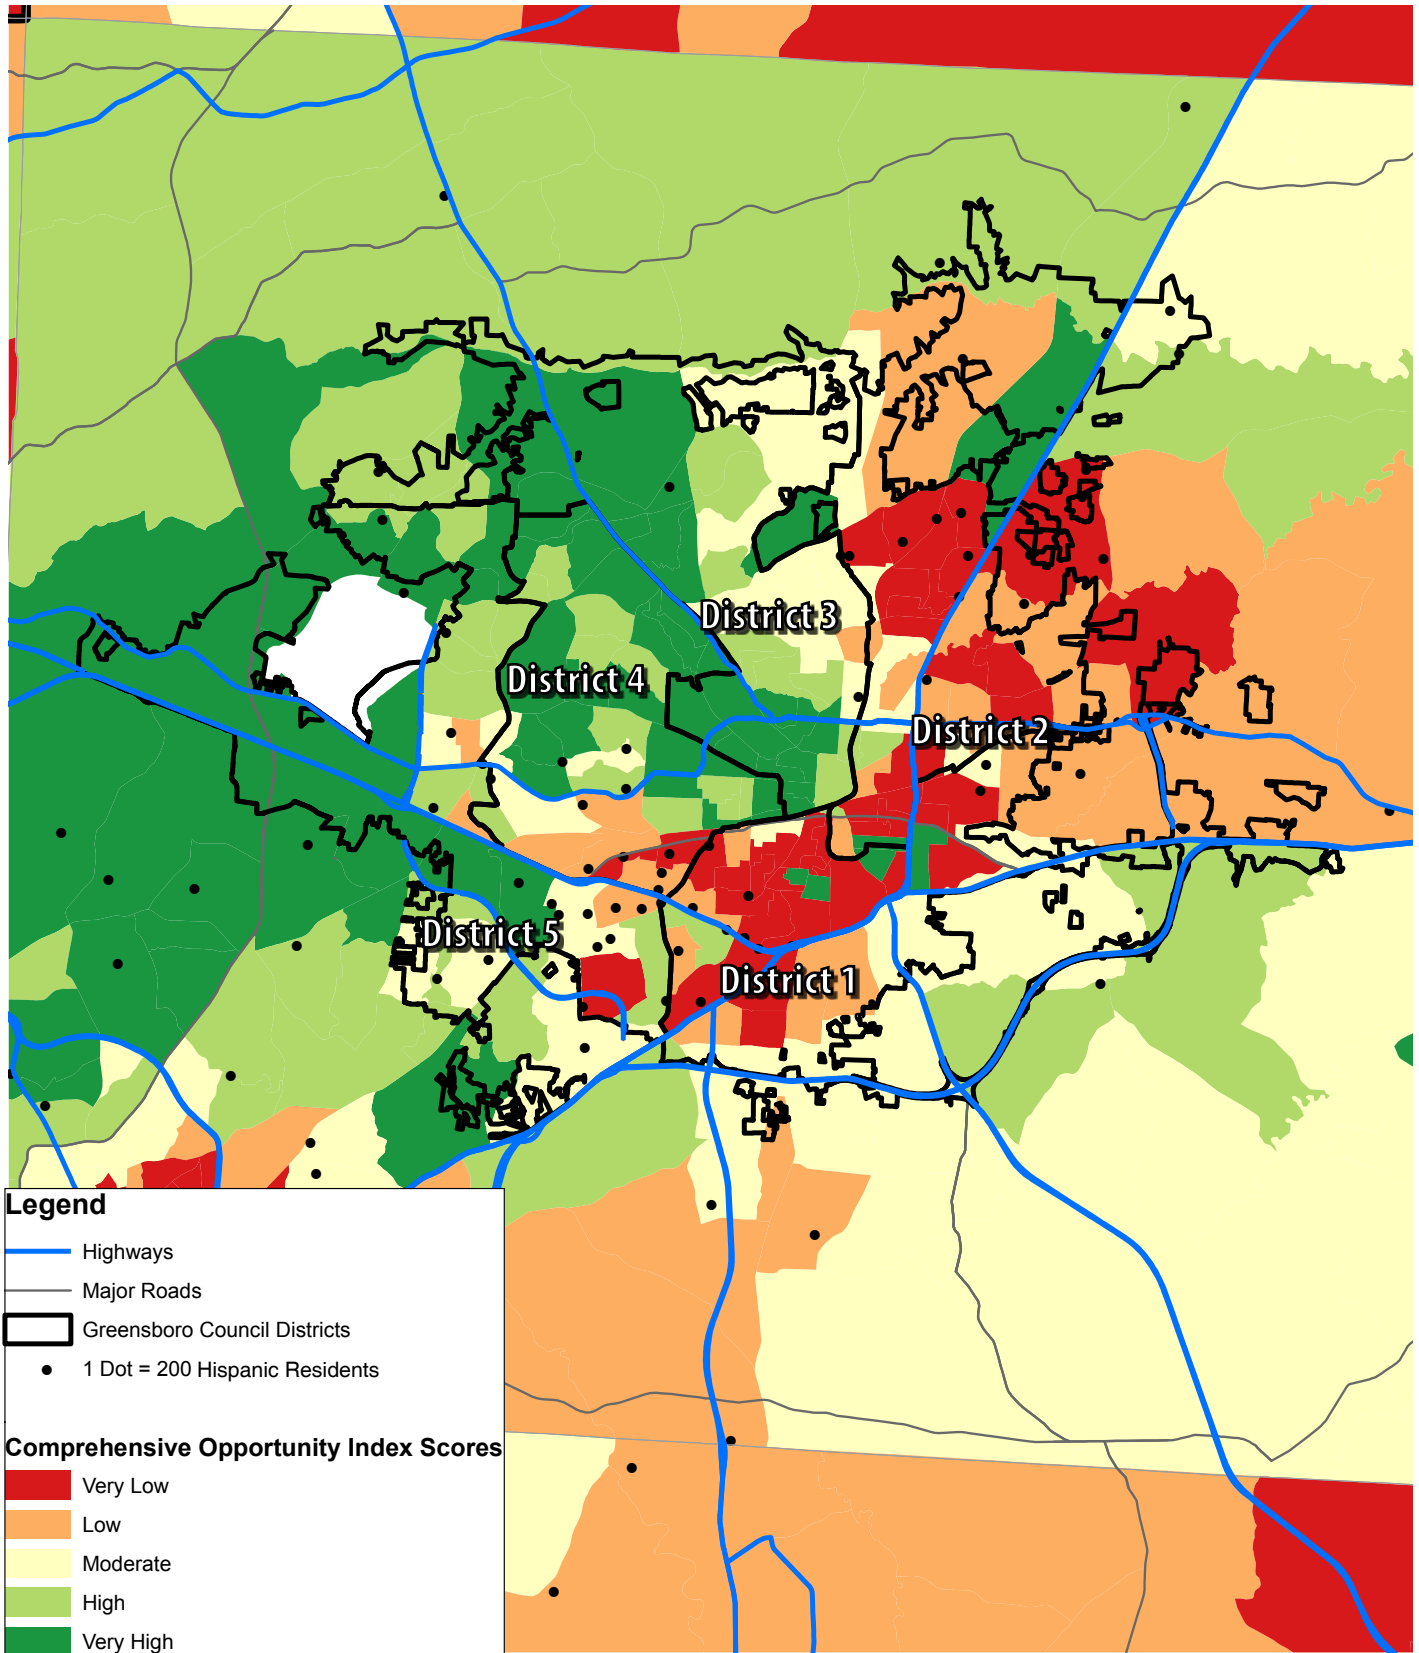 District 3
District 4
District 2
District 5
District 1
Legend
Highways
Major Roads
Greensboro Council Districts
1 Dot = 200 Hispanic Residents
Comprehensive Opportunity Index Scores
Very Low
Low
Moderate
High
Very High